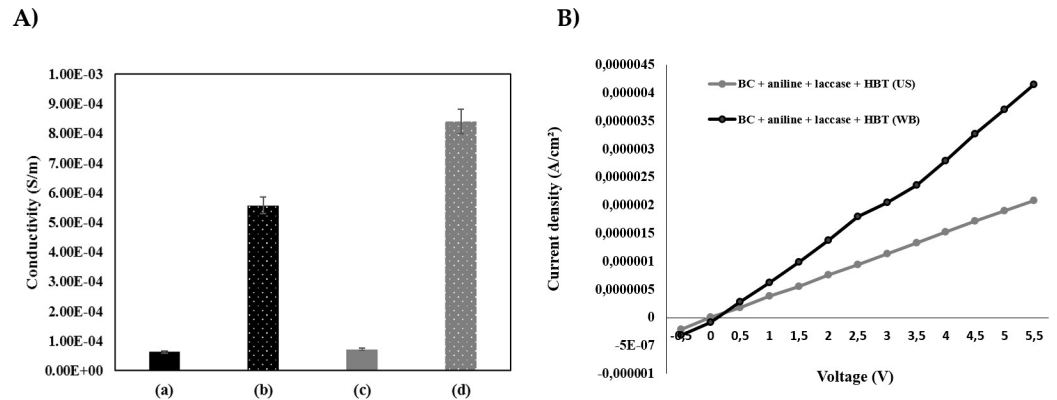 A)
1.00E-03
9.00E-04
8.00E-04
7.00E-04
6.00E-04
5.00E-04
4.00E-04
3.00E-04
2.00E-04
1.00E-04
0.00E+00
Conductivity (S/m)
(a)
(b)
(c)
(d)
B)
0,0000045
0,000004
0,0000035
0,000003
0,0000025
0,000002
0,0000015
0,000001
0,0000005
0
-5E-07
-0,000001
Current density (A/cm²)
BC + aniline + laccase + HBT (US)
BC + aniline + laccase + HBT (WB)
-0,5 0 0,5 1 1,5 2 2,5 3 3,5 4 4,5 5 5,5
Voltage (V)